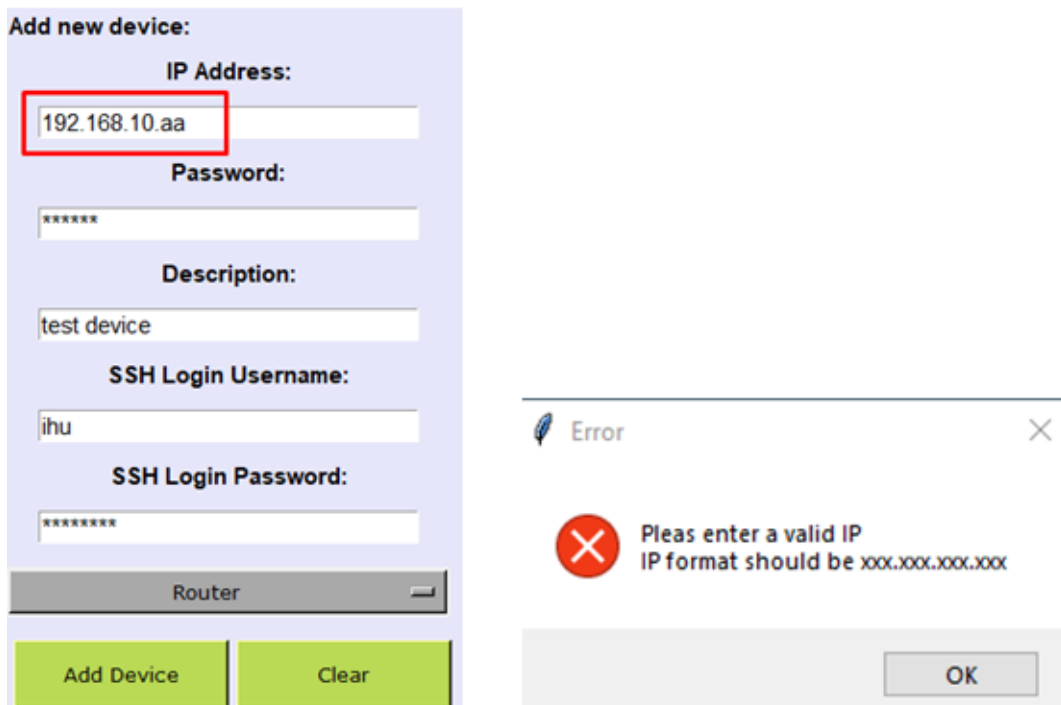 Add new device:
IP Address:
192.168.10.aa
Password:
******
Description:
test device
SSH Login Username:
ihu
SSH Login Password:
********
Router
Add Device
Clear
Error
Pleas enter a valid IP
IP format should be xxx.xxx.xxx.xxx
OK